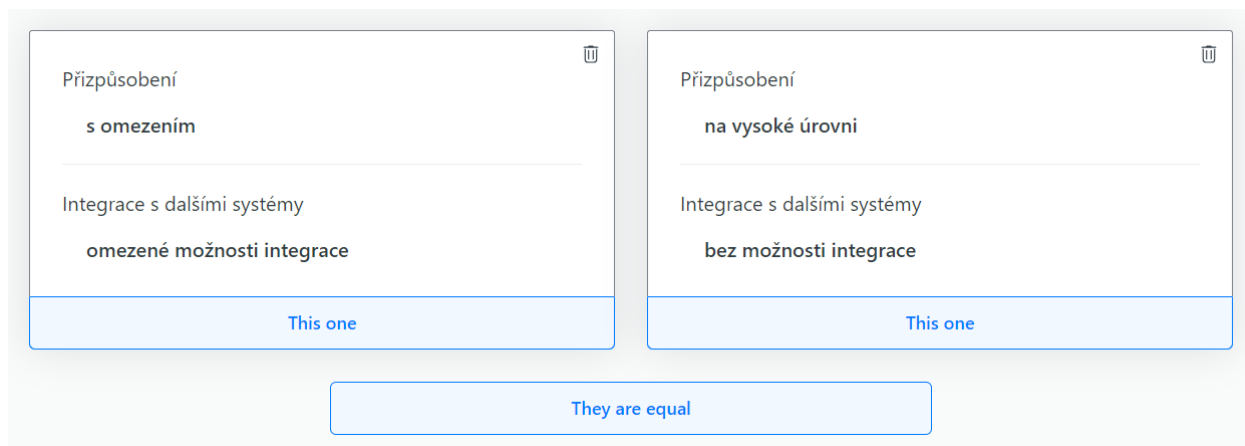 Přizpůsobení
s omezením
Integrace s dalšími systémy
omezené možnosti integrace
This one
Přizpůsobení
na vysoké úrovni
Integrace s dalšími systémy
bez možnosti integrace
This one
They are equal